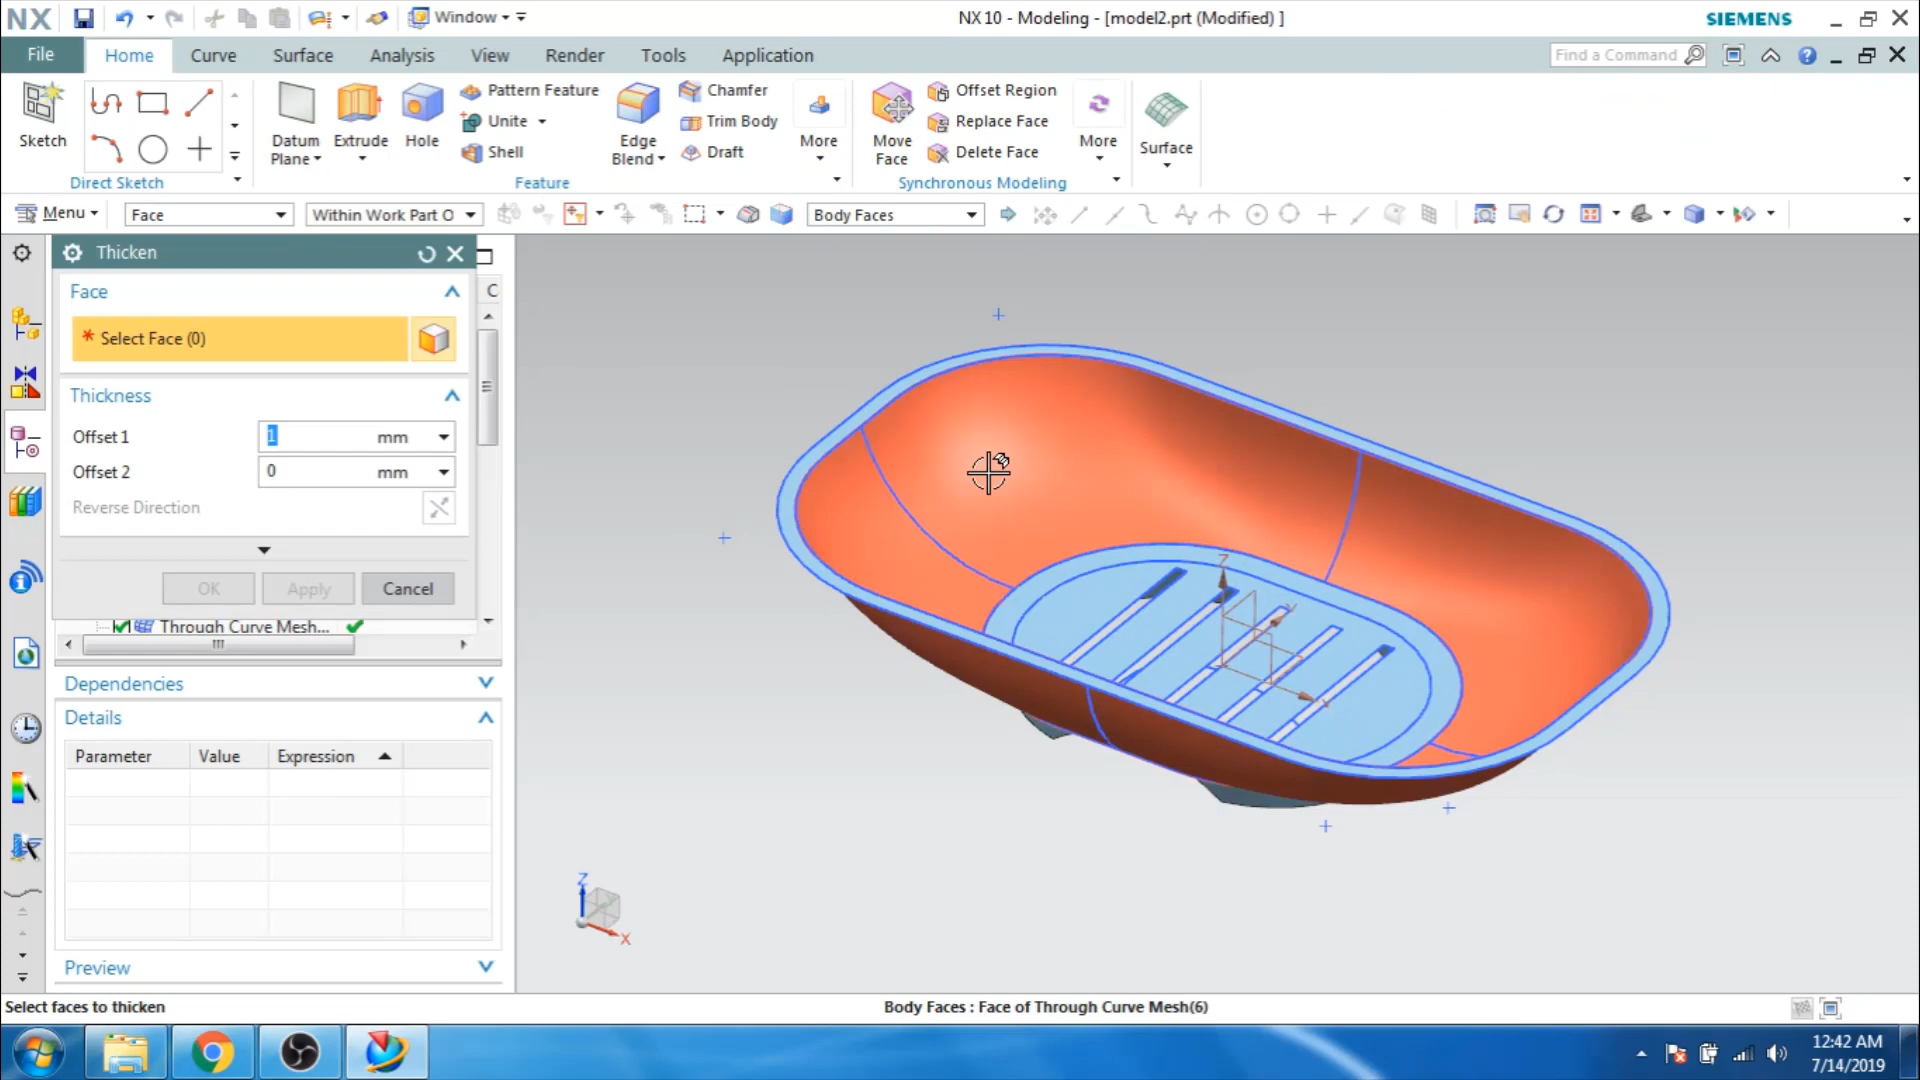 NX
Window
NX 10 - Modeling - [model2.prt (Modified) ]
SIEMENS
File
Home
Curve
Surface
Analysis
View
Render
Tools
Application
Find a Command
Sketch
Datum Plane
Extrude
Hole
Pattern Feature
Unite
Shell
Edge Blend
Chamfer
Trim Body
Draft
More
Move Face
Offset Region
Replace Face
Delete Face
More
Surface
Direct Sketch
Feature
Synchronous Modeling
Menu
Face
Within Work Part O
Body Faces
Thicken
Face
C
* Select Face (0)
Thickness
Offset 1
1
mm
Offset 2
0
mm
Reverse Direction
OK
Apply
Cancel
Through Curve Mesh...
Dependencies
Details
Parameter
Value
Expression
Preview
Z
Y
X
Z
X
Select faces to thicken
Body Faces : Face of Through Curve Mesh(6)
12:42 AM
7/14/2019